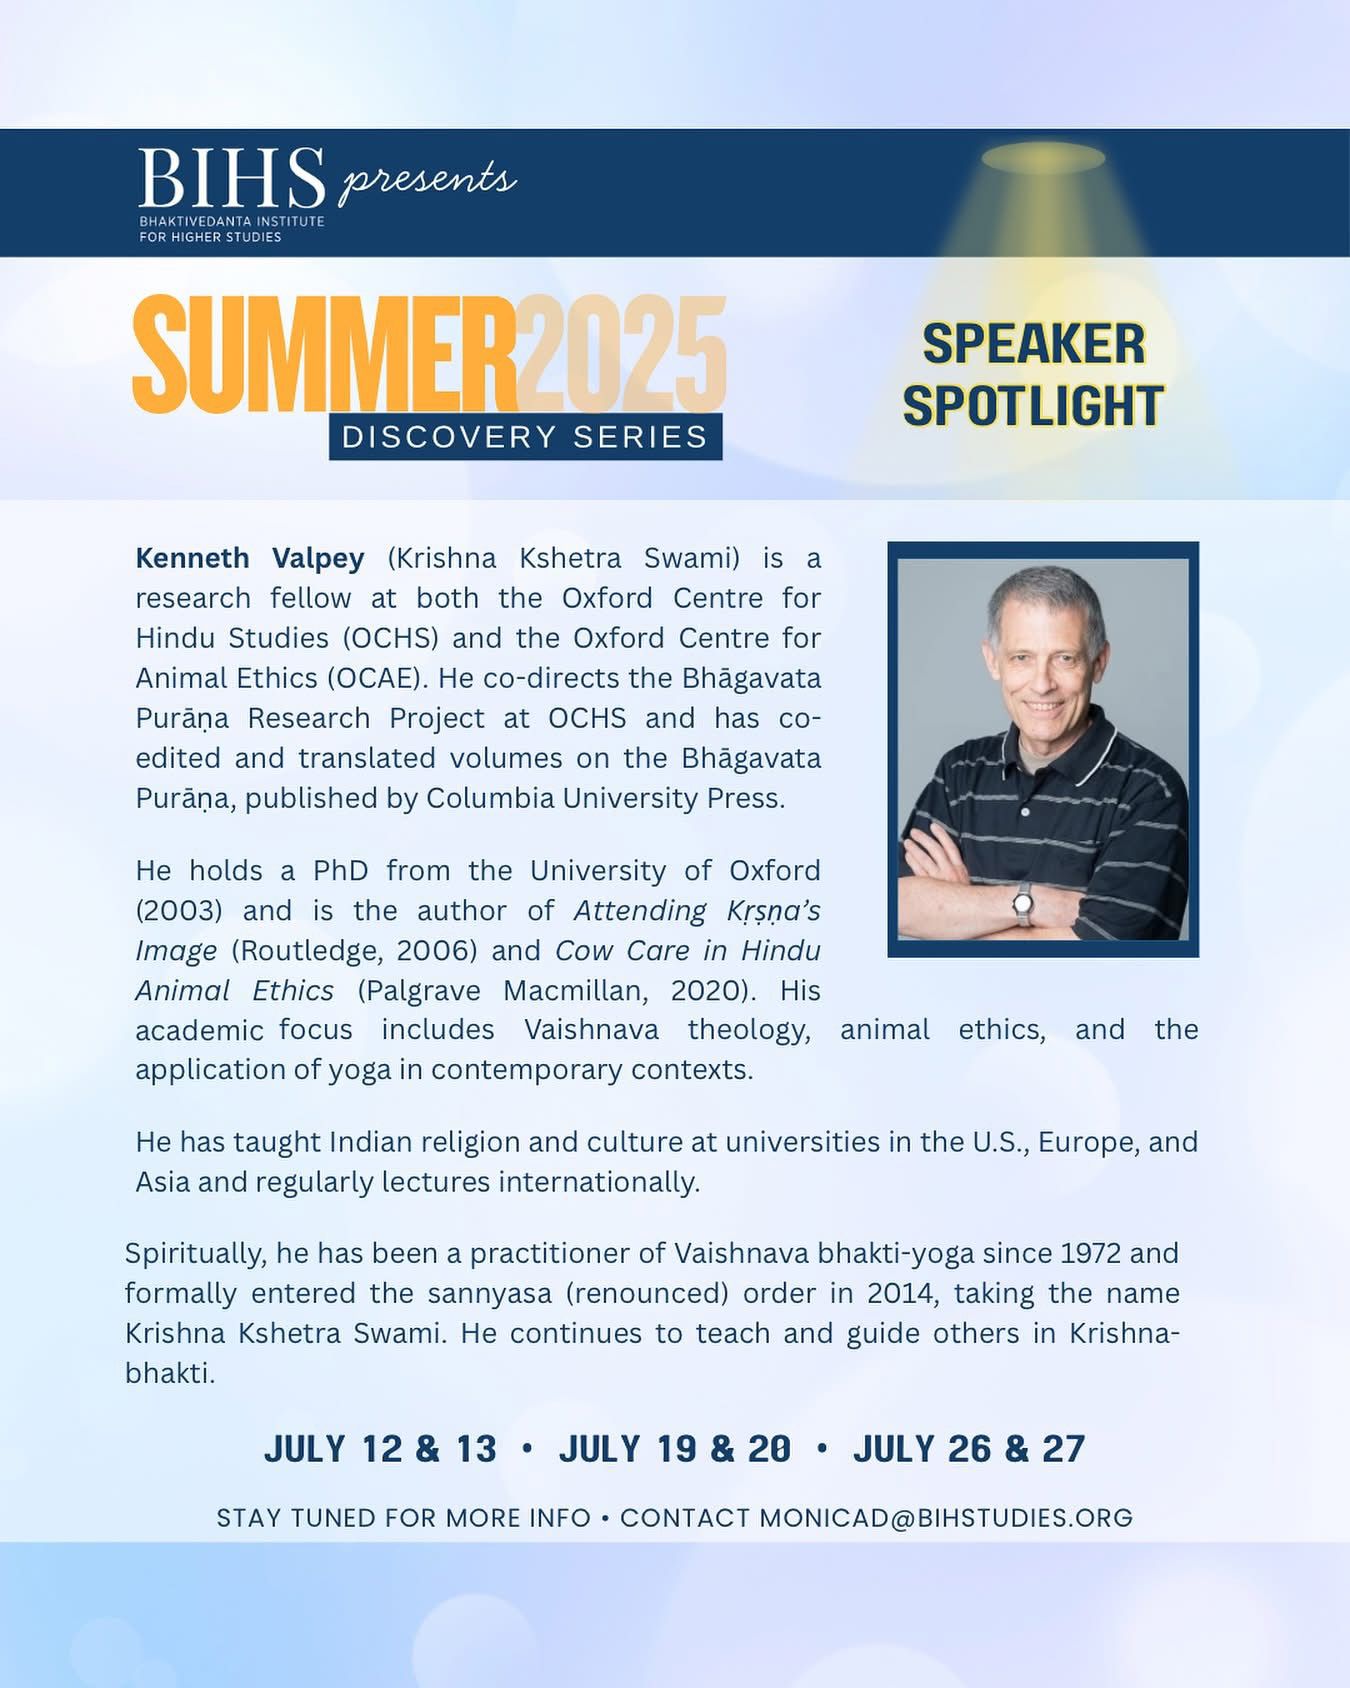 BIHS presents
BHAKTIVEDANTA INSTITUTE
FOR HIGHER STUDIES
SUMMER2025
DISCOVERY SERIES
SPEAKER
SPOTLIGHT
Kenneth Valpey (Krishna Kshetra Swami) is a
research fellow at both the Oxford Centre for
Hindu Studies (OCHS) and the Oxford Centre for
Animal Ethics (OCAE). He co-directs the Bhāgavata
Purāṇa Research Project at OCHS and has co-
edited and translated volumes on the Bhāgavata
Purāṇa, published by Columbia University Press.
He holds a PhD from the University of Oxford
(2003) and is the author of Attending Kṛṣṇa’s
Image (Routledge, 2006) and Cow Care in Hindu
Animal Ethics (Palgrave Macmillan, 2020). His
academic focus includes Vaishnava theology, animal ethics, and the
application of yoga in contemporary contexts.
He has taught Indian religion and culture at universities in the U.S., Europe, and
Asia and regularly lectures internationally.
Spiritually, he has been a practitioner of Vaishnava bhakti-yoga since 1972 and
formally entered the sannyasa (renounced) order in 2014, taking the name
Krishna Kshetra Swami. He continues to teach and guide others in Krishna-
bhakti.
JULY 12 & 13 • JULY 19 & 20 • JULY 26 & 27
STAY TUNED FOR MORE INFO • CONTACT MONICAD@BIHSTUDIES.ORG